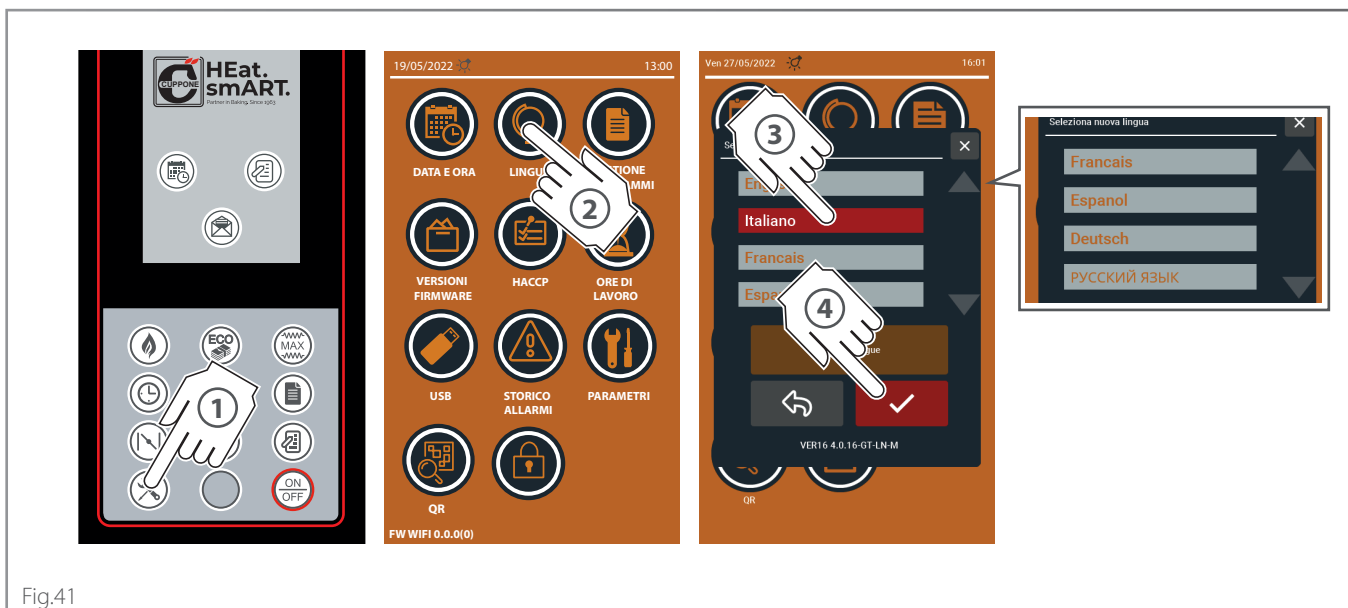 CUPPONE
HEat.
smART.
Partner in Baking, Since 1963
ECO
MAX
1
ON
OFF
19/05/2022
13:00
DATA E ORA
2
VERSIONI
FIRMWARE
HACCP
ORE DI
LAVORO
USB
STORICO
ALLARMI
PARAMETRI
QR
FW WIFI 0.0.0(0)
Ven 27/05/2022
16:01
3
Italiano
Francais
4
VER16 4.0.16-GT-LN-M
QR
Seleziona nuova lingua
Francais
Espanol
Deutsch
РУССКИЙ ЯЗЫК
Fig.41